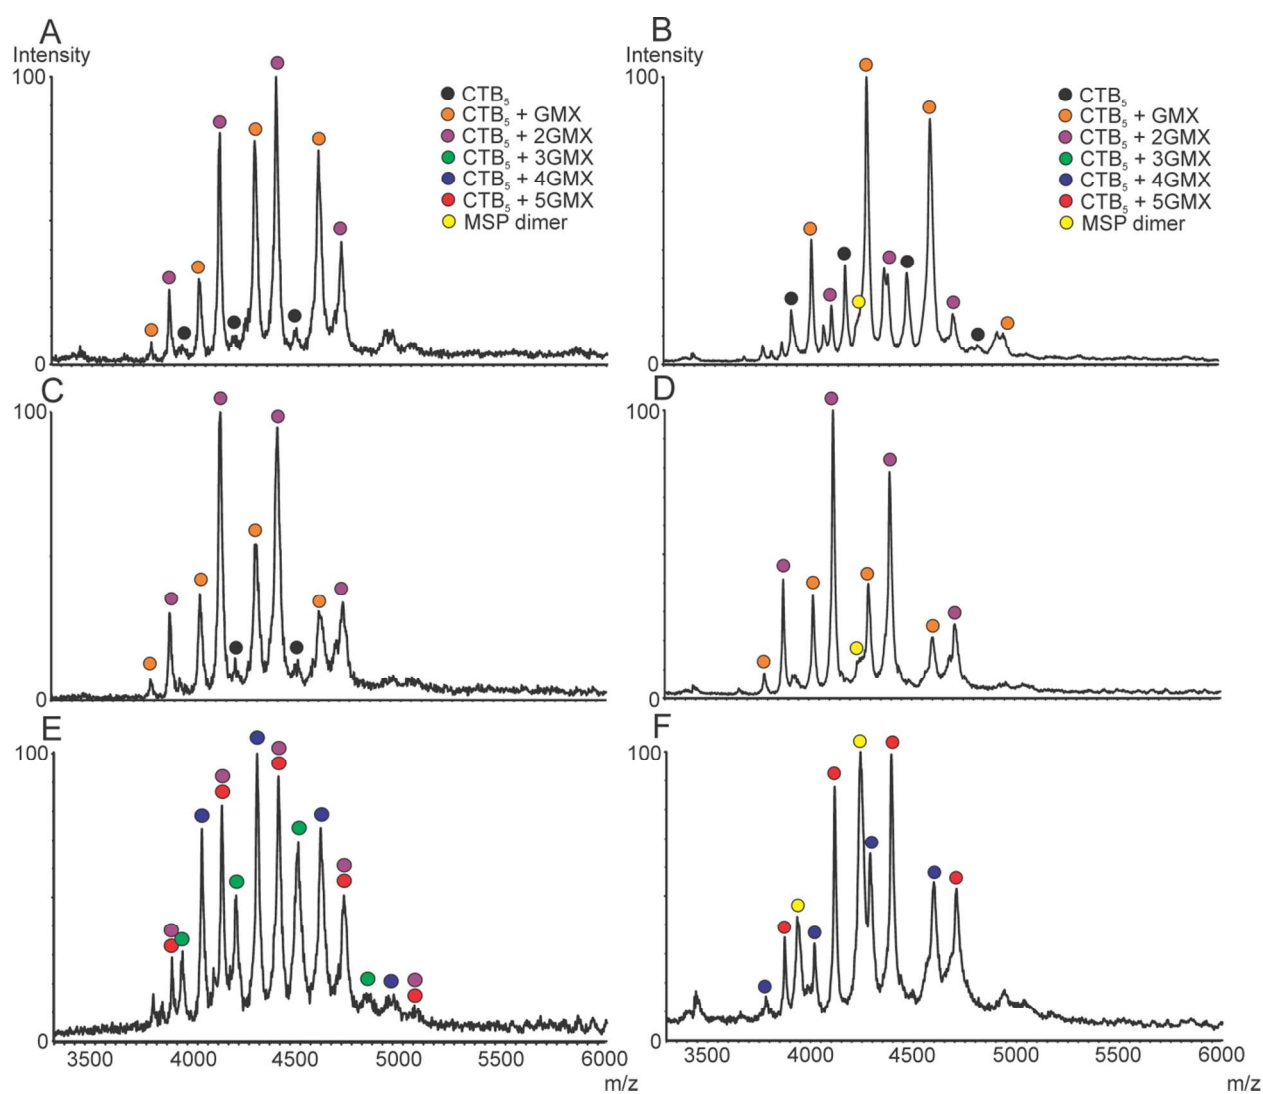 A
Intensity
100
0
CTB5
CTB5 + GMX
CTB5 + 2GMX
CTB5 + 3GMX
CTB5 + 4GMX
CTB5 + 5GMX
MSP dimer
B
Intensity
100
0
CTB5
CTB5 + GMX
CTB5 + 2GMX
CTB5 + 3GMX
CTB5 + 4GMX
CTB5 + 5GMX
MSP dimer
C
100
0
D
100
0
E
100
0
3500 4000 4500 5000 5500 6000
m/z
F
100
0
3500 4000 4500 5000 5500 6000
m/z